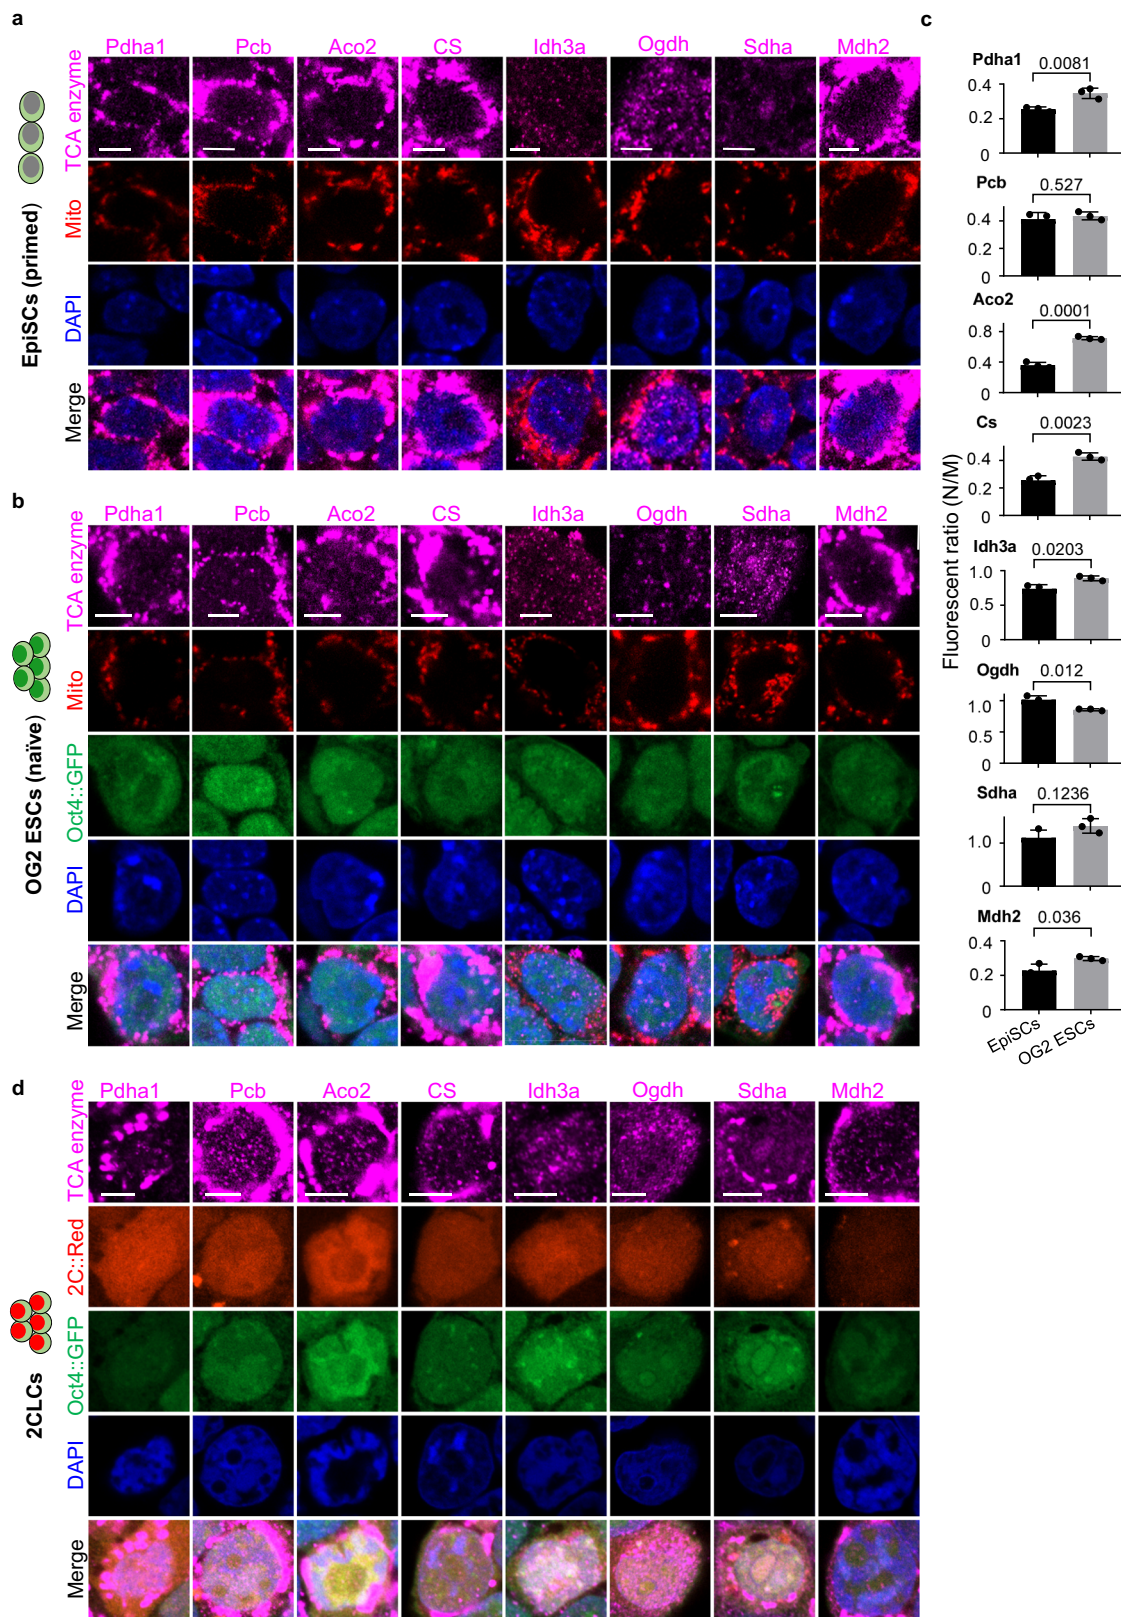 a
Pdha1 Pcb Aco2 CS Idh3a Ogdh Sdha Mdh2
TCA enzyme
Mito
DAPI
Merge
EpiSCs (primed)
b
Pdha1 Pcb Aco2 CS Idh3a Ogdh Sdha Mdh2
TCA enzyme
Mito
Oct4::GFP
DAPI
Merge
OG2 ESCs (naïve)
c
Fluorescent ratio (N/M)
Pdha1
0.0081
0.4
0.2
0
Pcb
0.527
0.4
0.2
0
Aco2
0.0001
0.8
0.4
0
Cs
0.0023
0.4
0.2
0
Idh3a
0.0203
1.0
0.5
0
Ogdh
0.012
1.0
0.5
0
Sdha
0.1236
1.0
0
Mdh2
0.036
0.4
0.2
0
EpiSCs
OG2 ESCs
d
Pdha1 Pcb Aco2 CS Idh3a Ogdh Sdha Mdh2
TCA enzyme
2C::Red
Oct4::GFP
DAPI
Merge
2CLCs